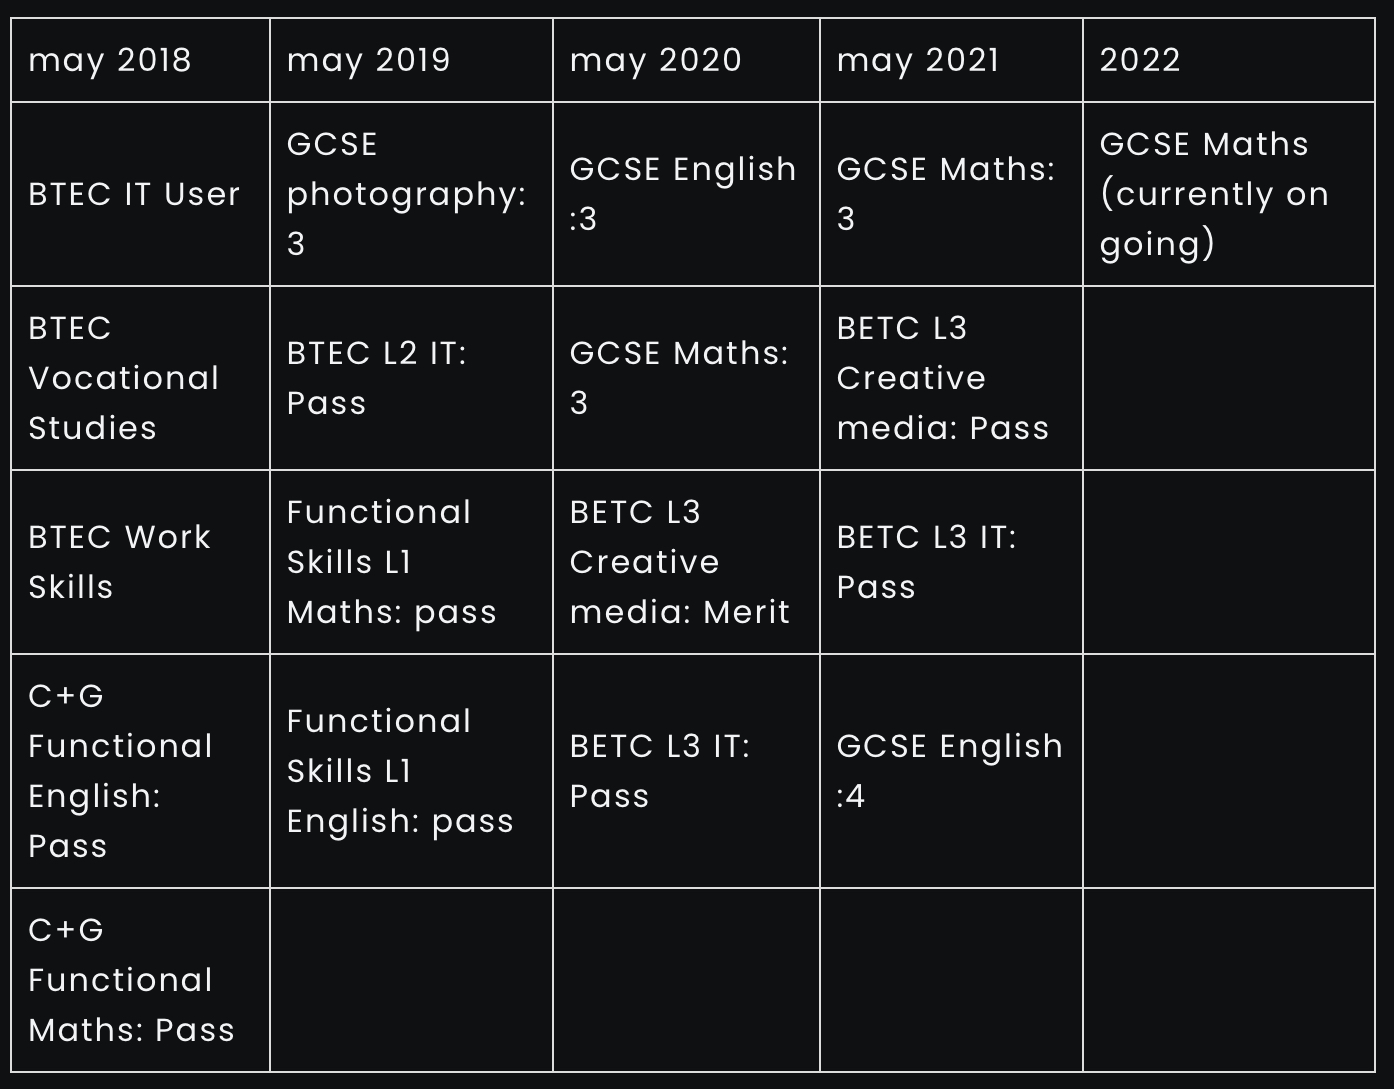 may 2018
may 2019
may 2020
may 2021
2022
BTEC IT User
GCSE
photography:
3
GCSE English
:3
GCSE Maths:
3
GCSE Maths
(currently on
going)
BTEC
Vocational
Studies
BTEC L2 IT:
Pass
GCSE Maths:
3
BETC L3
Creative
media: Pass
BTEC Work
Skills
Functional
Skills L1
Maths: pass
BETC L3
Creative
media: Merit
BETC L3 IT:
Pass
C+G
Functional
English:
Pass
Functional
Skills L1
English: pass
BETC L3 IT:
Pass
GCSE English
:4
C+G
Functional
Maths: Pass